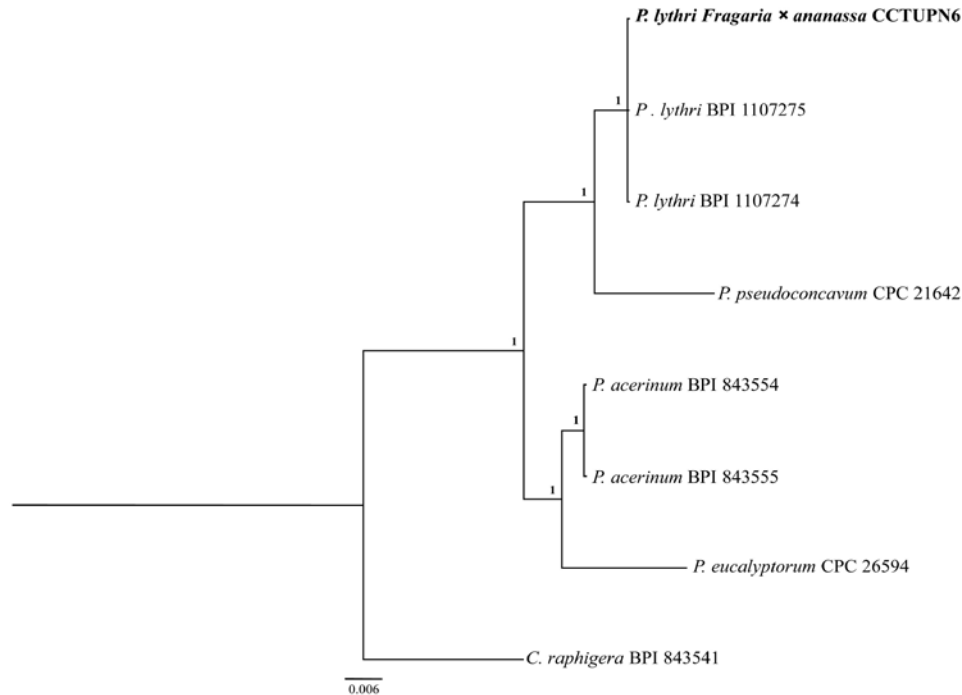 P. lythri Fragaria × ananassa CCTUPN6
1
P . lythri BPI 1107275
1
P. lythri BPI 1107274
P. pseudoconcavum CPC 21642
1
P. acerinum BPI 843554
1
P. acerinum BPI 843555
1
P. eucalyptorum CPC 26594
C. raphigera BPI 843541
0.006